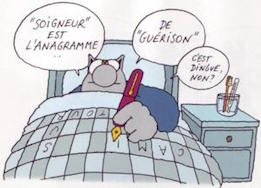 "SOIGNEUR"
EST
L'ANAGRAMME
...
DE
"GUÉRISON"
C'EST
DINGUE,
NON?